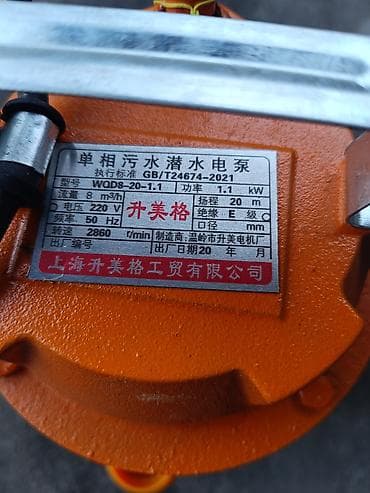 单相污水潜水电泵
执行标准 GB/T24674-2021
型号 WQD8-20-1.1 功率 1.1 kW
流量 8 m³/h 扬程 20 m
电压 220 V 升美格 绝缘 E 级
频率 50 Hz 口径 mm
转速 2860 r/min 制造商:温岭市升美电机厂
出厂编号 出厂日期20 年 月
上海升美格工贸有限公司